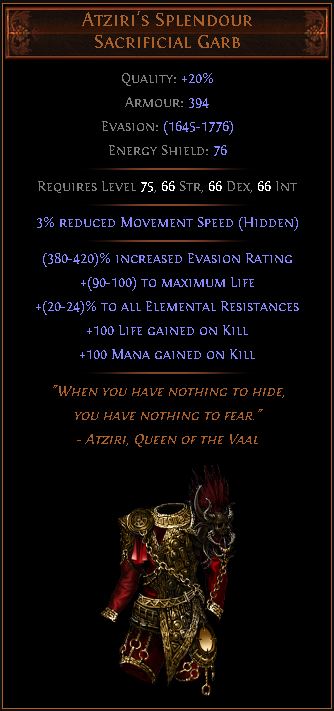 Atziri's Splendour
Sacrificial Garb
Quality: +20%
Armour: 394
Evasion: (1645-1776)
Energy Shield: 76
Requires Level 75, 66 Str, 66 Dex, 66 Int
3% reduced Movement Speed (Hidden)
(380-420)% increased Evasion Rating
+(90-100) to maximum Life
+(20-24)% to all Elemental Resistances
+100 Life gained on Kill
+100 Mana gained on Kill
"When you have nothing to hide,
you have nothing to fear."
- Atziri, Queen of the Vaal